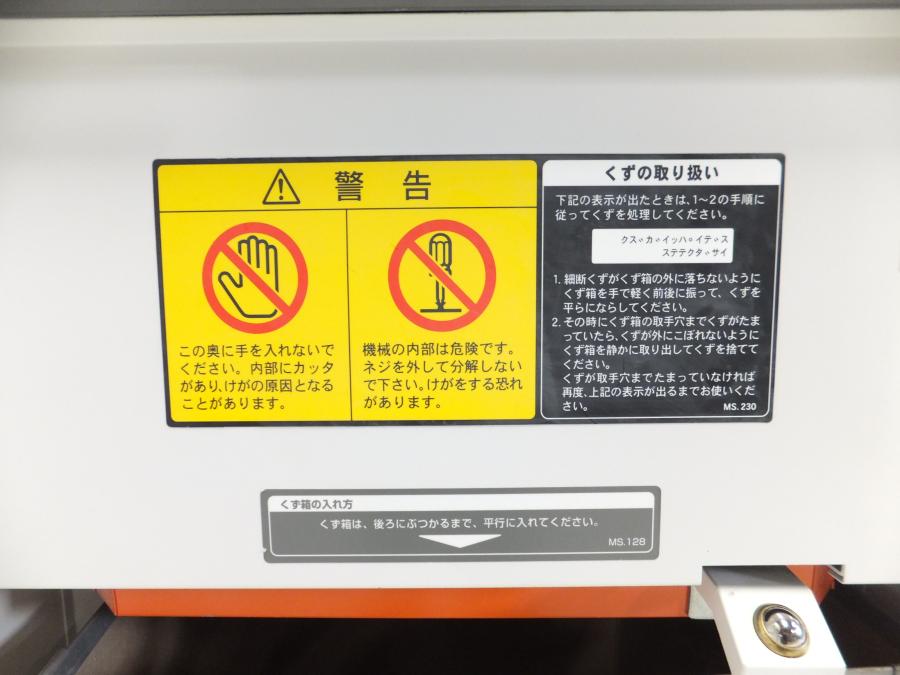 警告
この奥に手を入れないで
ください。内部にカッタ
があり、けがの原因となる
ことがあります。
機械の内部は危険です。
ネジを外して分解しない
で下さい。けがをする恐れ
があります。
くずの取り扱い
下記の表示が出たときは、1～2の手順に
従ってくずを処理してください。
クス゛カ゛イッハ゜イテ゛ス
ステテクタ゛サイ
1. 細断くずがくず箱の外に落ちないように
くず箱を手で軽く前後に振って、くずを
平らにならしてください。
2. その時にくず箱の取手穴までくずがたま
っていたら、くずが外にこぼれないように
くず箱を静かに取り出してくずを捨てて
ください。
くずが取手穴までたまっていなければ
再度、上記の表示が出るまでお使いくだ
さい。
MS.230
くず箱の入れ方
くず箱は、後ろにぶつかるまで、平行に入れてください。
MS.128